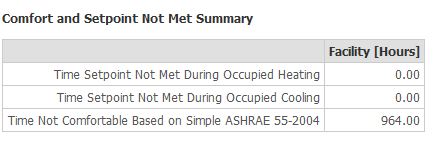 Comfort and Setpoint Not Met Summary
Facility [Hours]
Time Setpoint Not Met During Occupied Heating 0.00
Time Setpoint Not Met During Occupied Cooling 0.00
Time Not Comfortable Based on Simple ASHRAE 55-2004 964.00